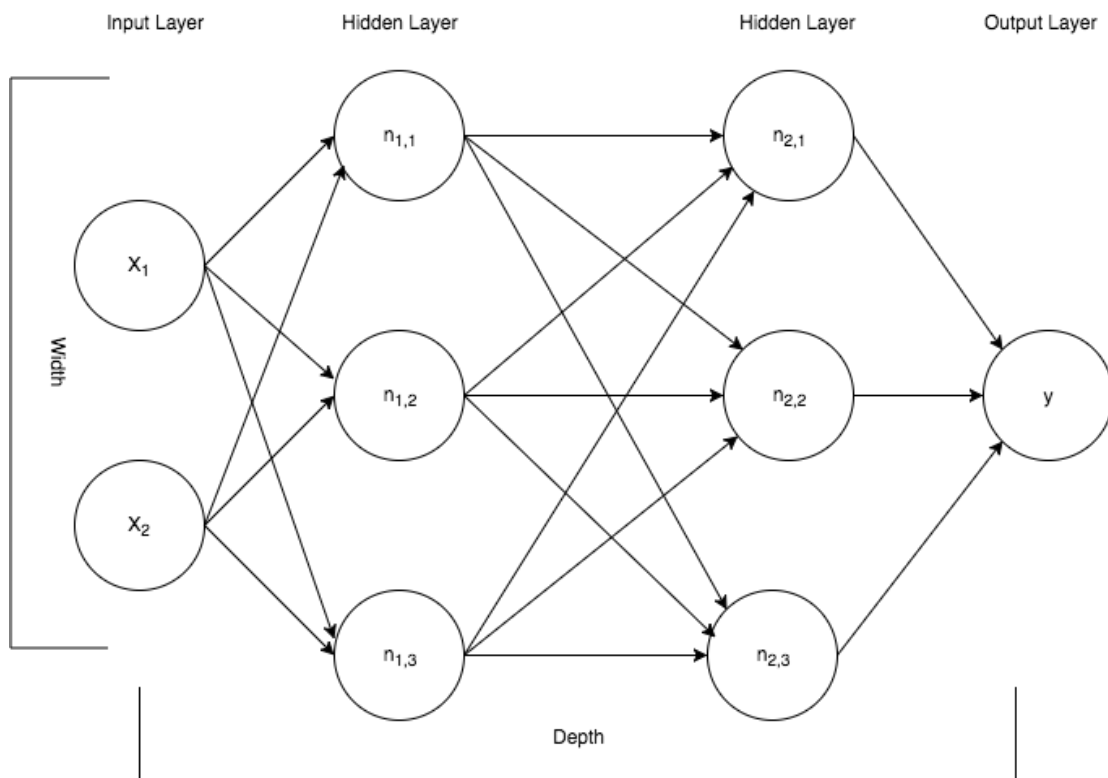 Input Layer
Hidden Layer
Hidden Layer
Output Layer
n1,1
n2,1
X1
Width
n1,2
n2,2
y
X2
n1,3
n2,3
Depth